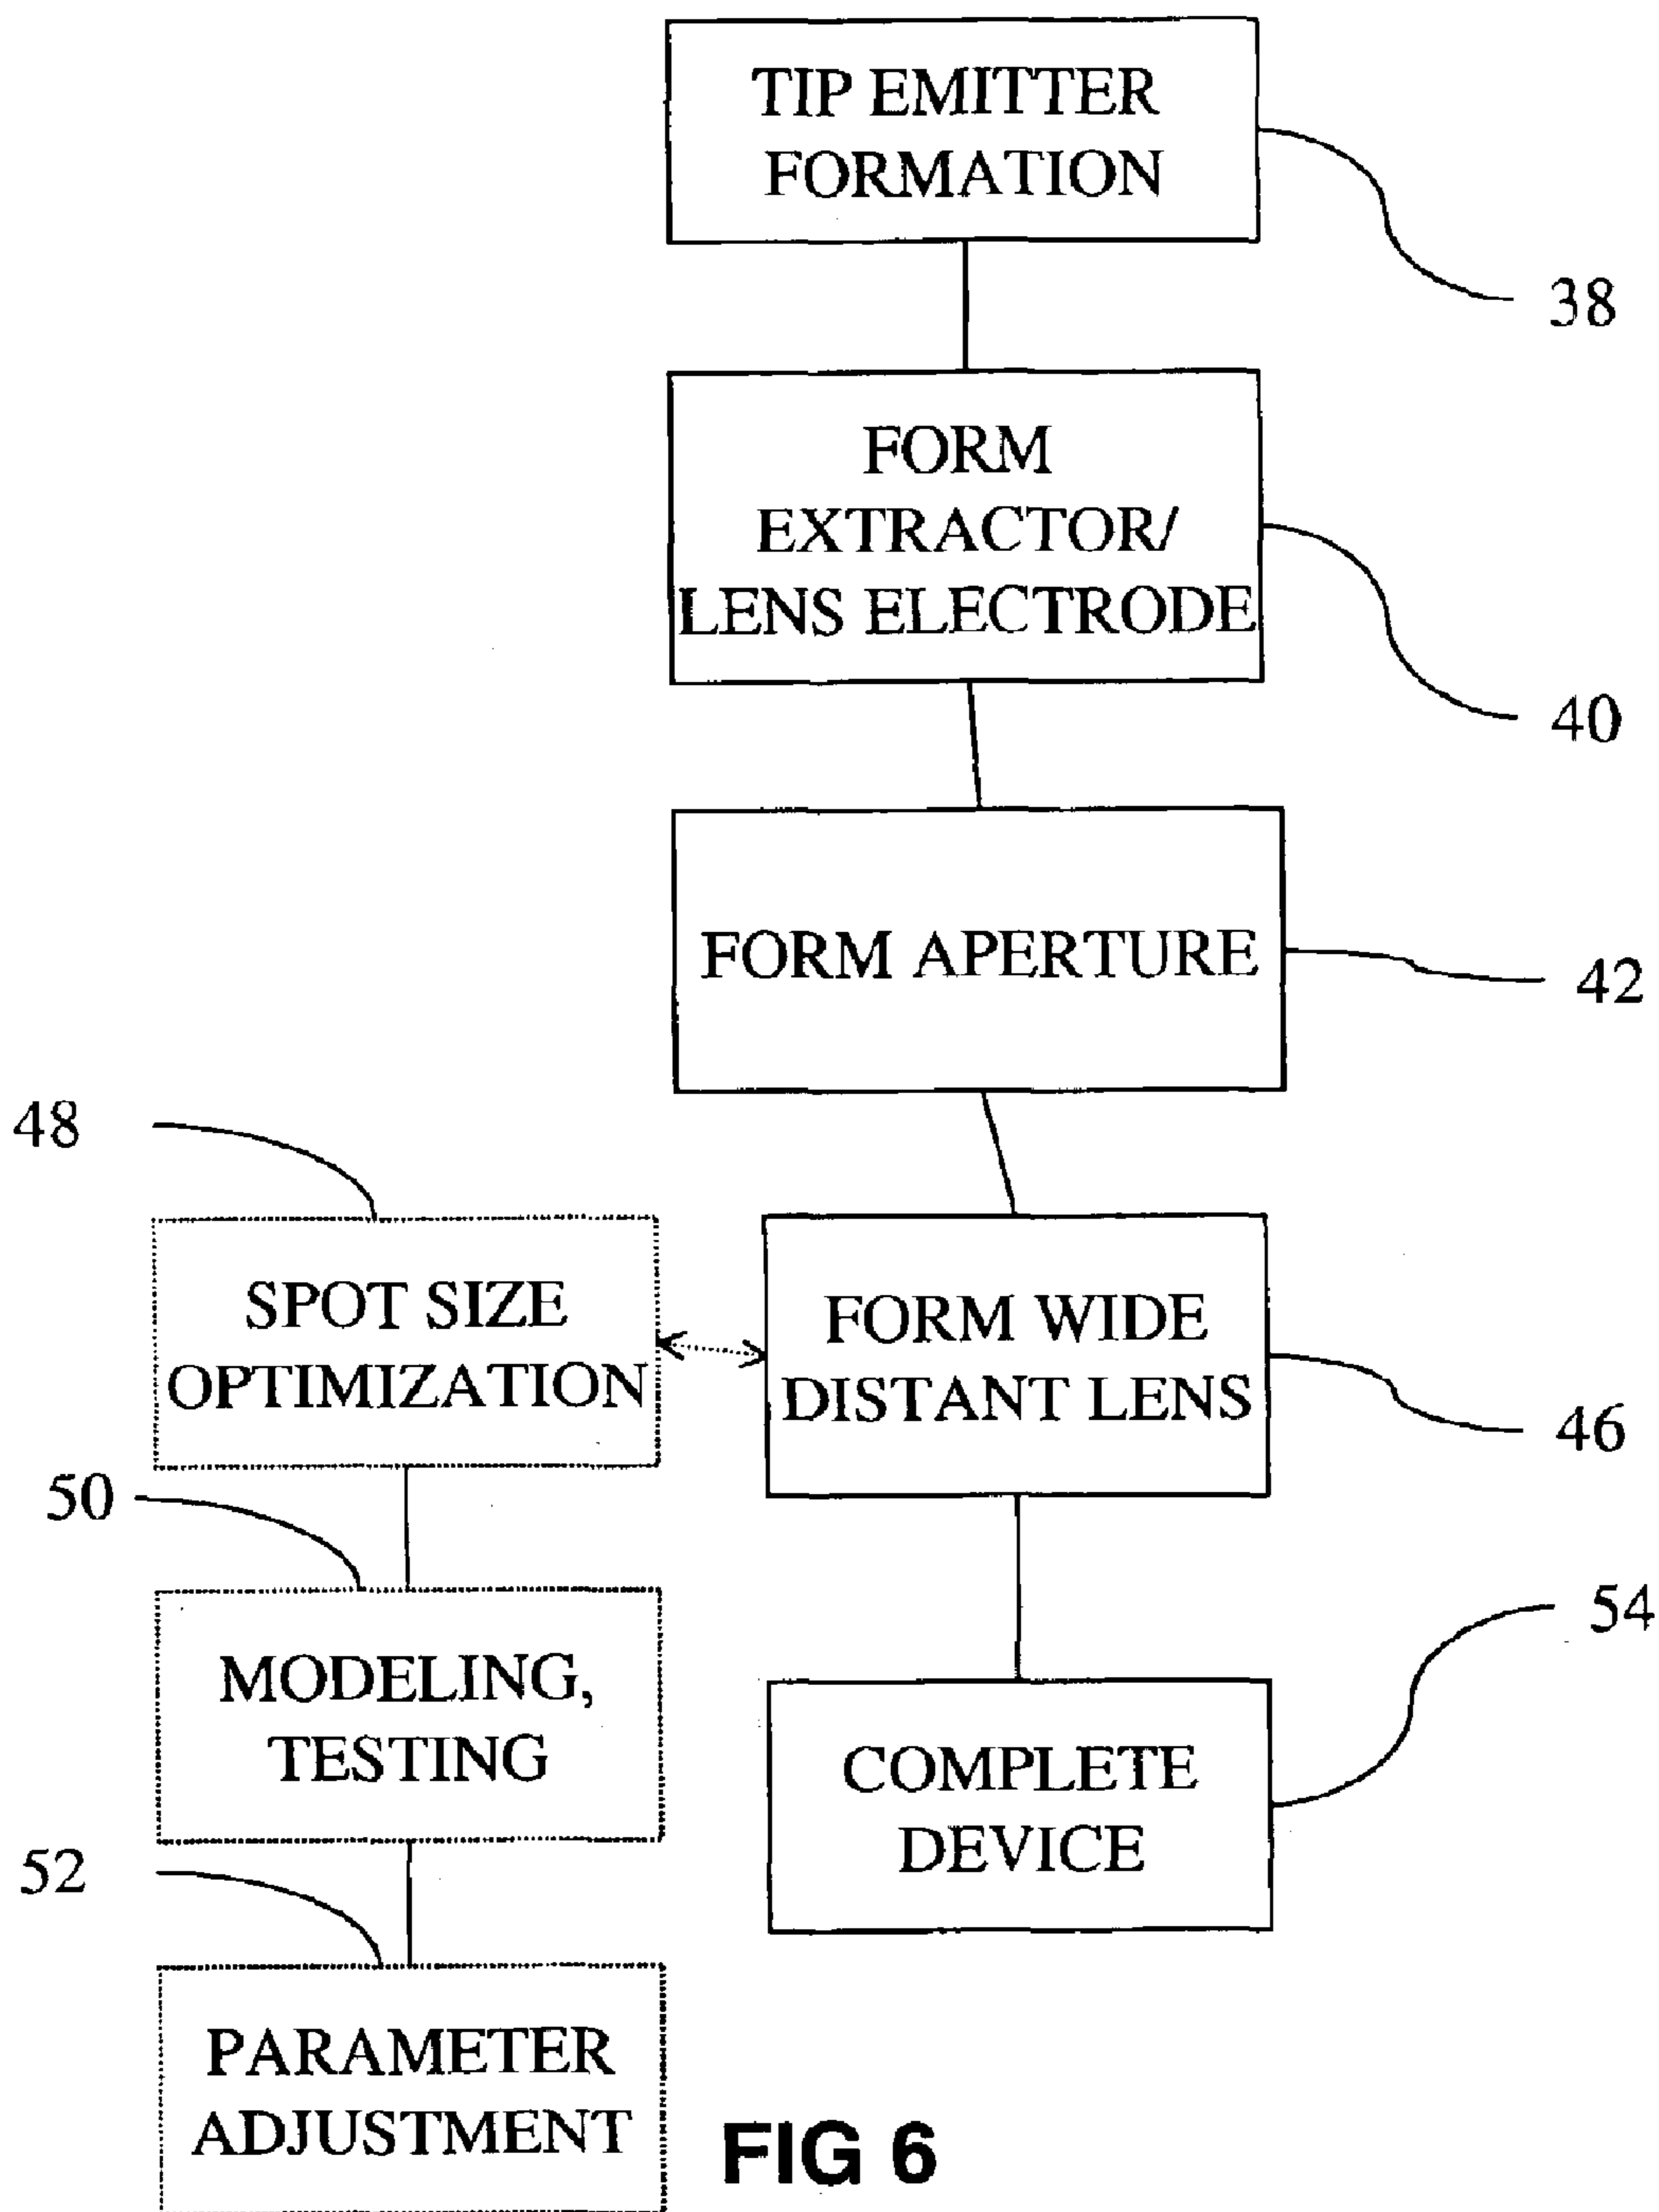 TIP EMITTER
FORMATION
38
FORM
EXTRACTOR/
LENS ELECTRODE
40
FORM APERTURE
42
48
SPOT SIZE
OPTIMIZATION
FORM WIDE
DISTANT LENS
46
50
MODELING,
TESTING
54
COMPLETE
DEVICE
52
PARAMETER
ADJUSTMENT
FIG 6